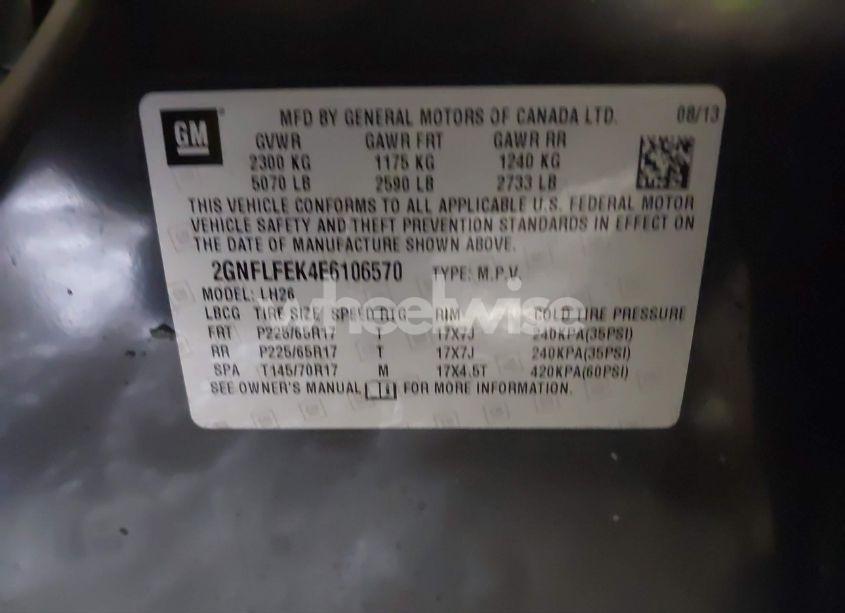 GM
MFD BY GENERAL MOTORS OF CANADA LTD. 08/13
GVWR GAWR FRT GAWR RR
2300 KG 1175 KG 1240 KG
5070 LB 2590 LB 2733 LB
THIS VEHICLE CONFORMS TO ALL APPLICABLE U.S. FEDERAL MOTOR
VEHICLE SAFETY AND THEFT PREVENTION STANDARDS IN EFFECT ON
THE DATE OF MANUFACTURE SHOWN ABOVE.
2GNFLFEK4E6106570 TYPE: M.P.V.
MODEL: LH26
wheelwise
LBCG TIRE SIZE SPEED RTG RIM COLD TIRE PRESSURE
FRT P225/65R17 T 17X7J 240KPA(35PSI)
RR P225/65R17 T 17X7J 240KPA(35PSI)
SPA T145/70R17 M 17X4.5T 420KPA(60PSI)
SEE OWNER'S MANUAL FOR MORE INFORMATION.